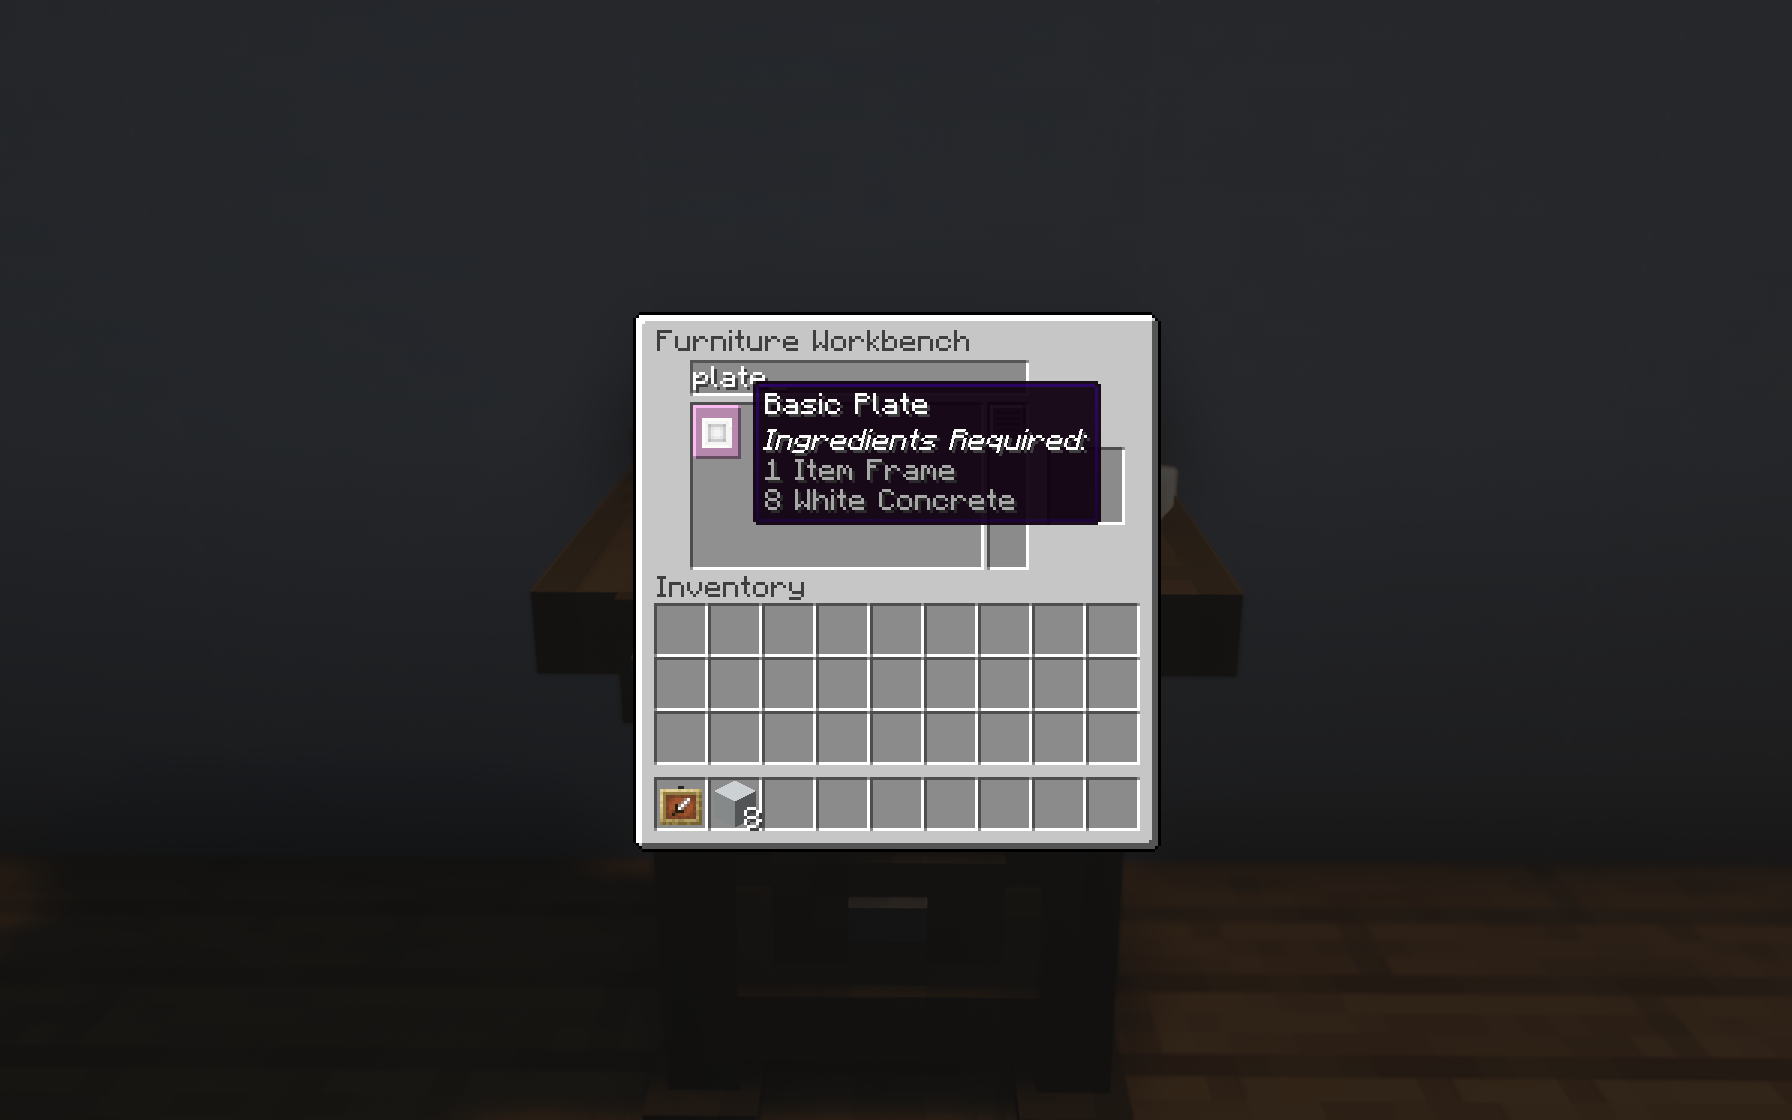 Furniture Workbench
plate
Basic Plate
Ingredients Required:
1 Item Frame
8 White Concrete
Inventory
8